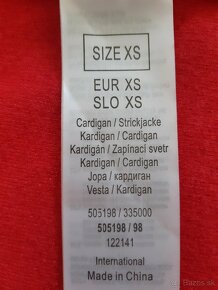 SIZE XS
EUR XS
SLO XS
Cardigan / Strickjacke
Kardigan / Cardigan
Kardigán / Zapínací svetr
Kardigan / Cardigan
Jopa / кардиган
Vesta / Kardigan
505198 / 335000
505198 / 98
122141
International
Made in China
© Bazos.sk